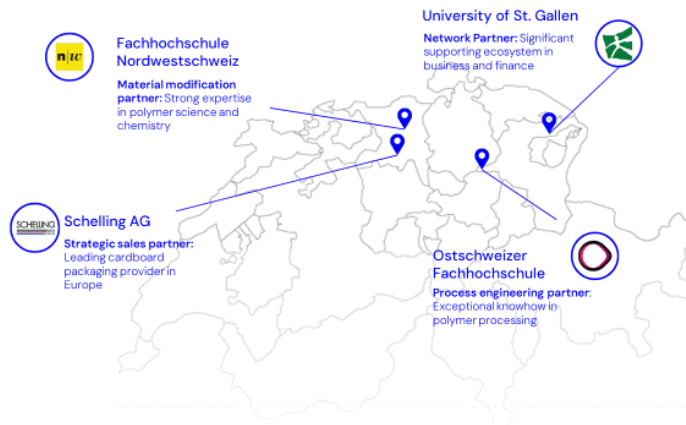 University of St. Gallen
Network Partner: Significant
supporting ecosystem in
business and finance
n|w
Fachhochschule
Nordwestschweiz
Material modification
partner: Strong expertise
in polymer science and
chemistry
SCHELLING
Schelling AG
Strategic sales partner:
Leading cardboard
packaging provider in
Europe
Ostschweizer
Fachhochschule
Process engineering partner:
Exceptional knowhow in
polymer processing